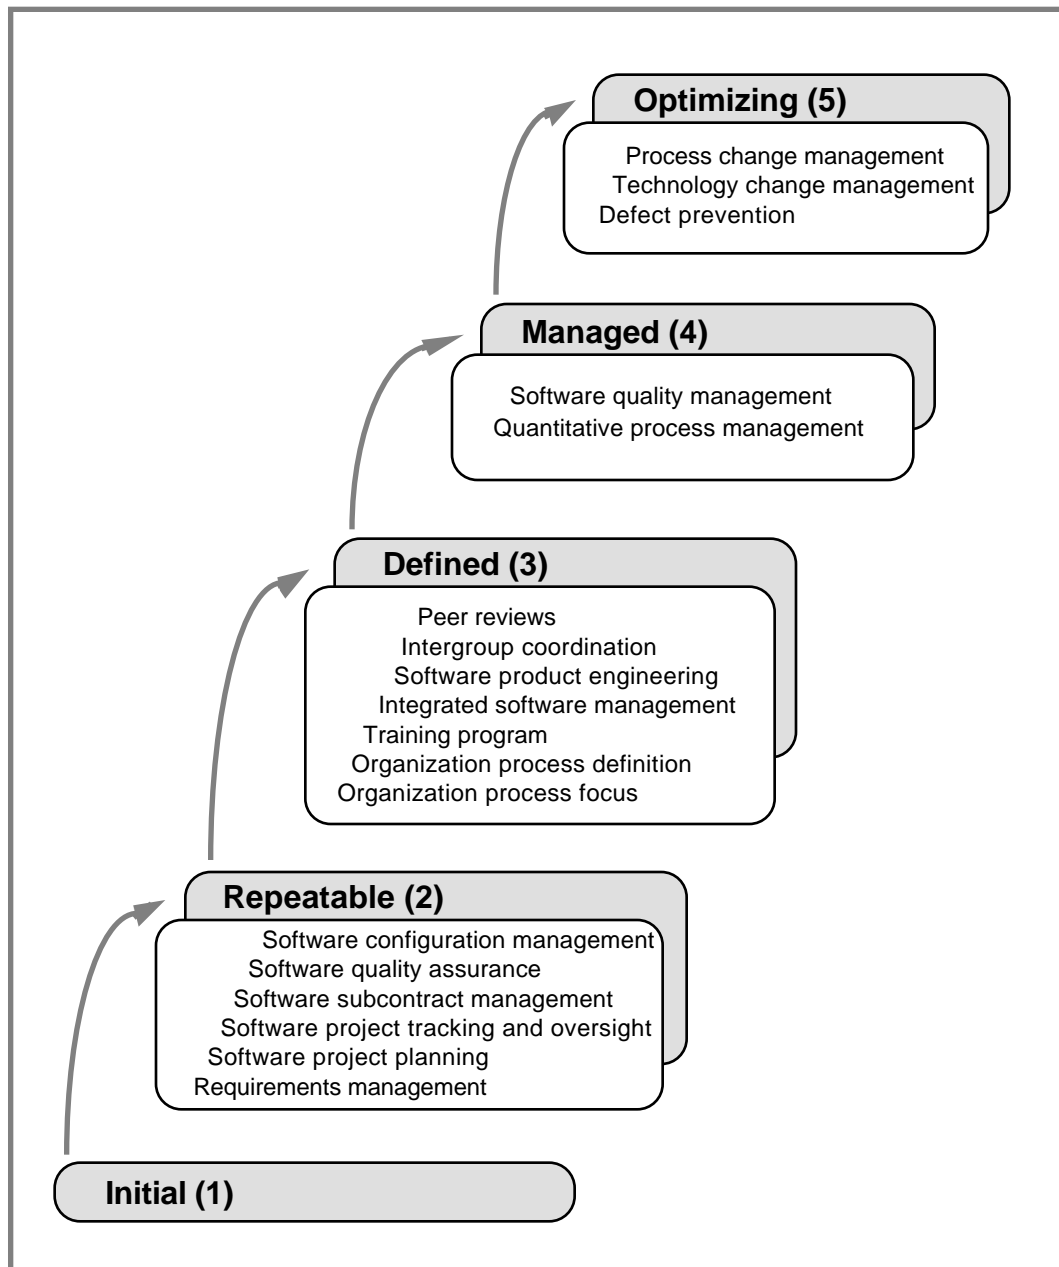 Optimizing (5)
Process change management
Technology change management
Defect prevention
Managed (4)
Software quality management
Quantitative process management
Defined (3)
Peer reviews
Intergroup coordination
Software product engineering
Integrated software management
Training program
Organization process definition
Organization process focus
Repeatable (2)
Software configuration management
Software quality assurance
Software subcontract management
Software project tracking and oversight
Software project planning
Requirements management
Initial (1)